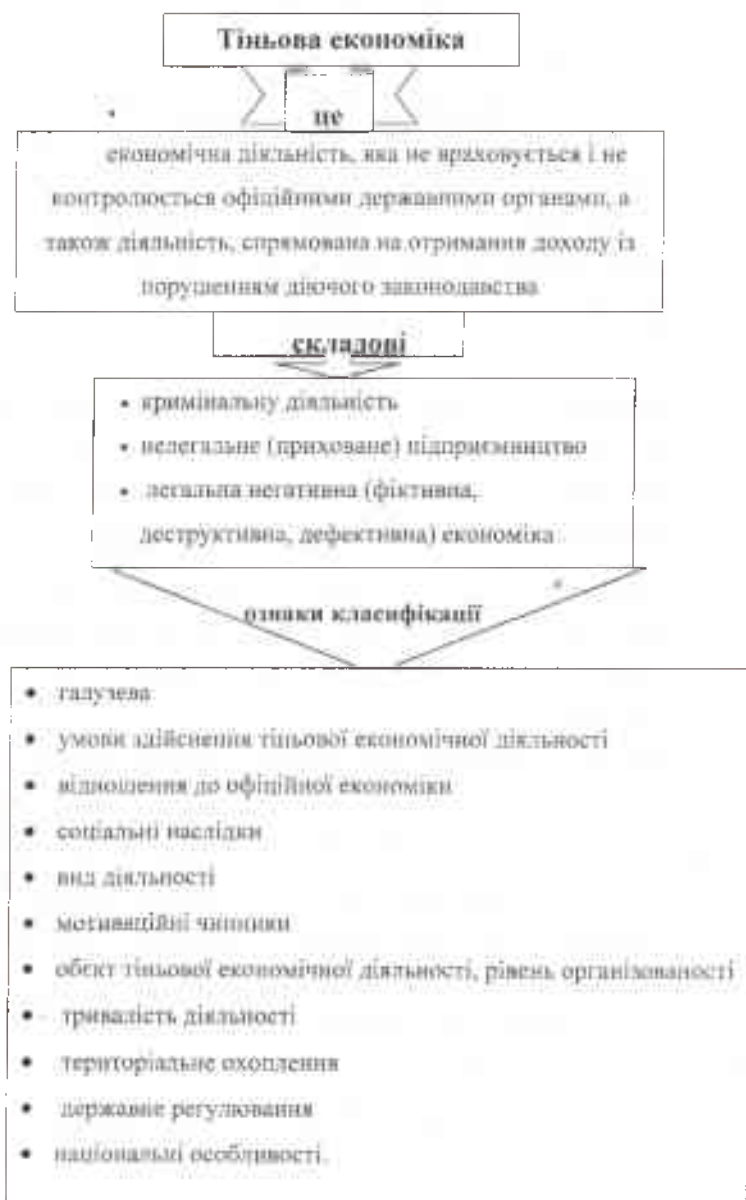 Тіньова економіка
це
економічна діяльність, яка не враховується і не
контролюється офіційними державними органами, а
також діяльність, спрямована на отримання доходу із
порушенням діючого законодавства
складові
• кримінальну діяльність
• нелегальне (приховане) підприємництво
• легальна негативна (фіктивна,
деструктивна, дефективна) економіка
ознаки класифікації
• галузева
• умови здійснення тіньової економічної діяльності
• відношення до офіційної економіки
• соціальні наслідки
• вид діяльності
• мотиваційні чинники
• обєкт тіньової економічної діяльності, рівень організованості
• тривалість діяльності
• територіальне охоплення
• державне регулювання
• національні особливості.